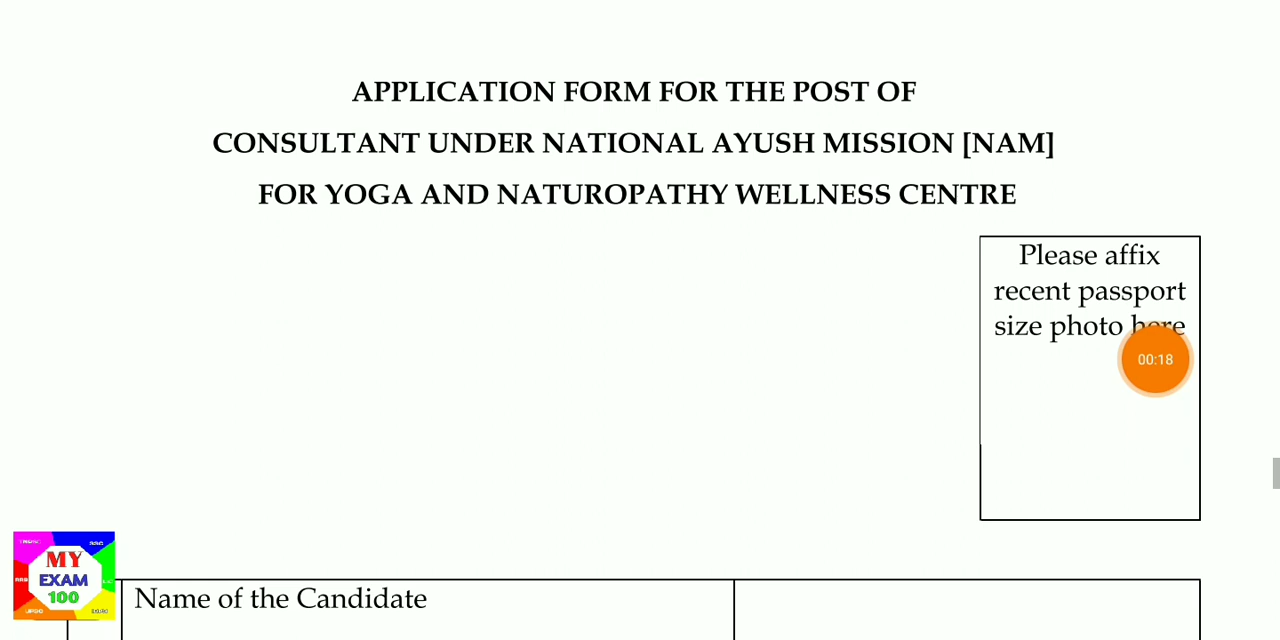 APPLICATION FORM FOR THE POST OF
CONSULTANT UNDER NATIONAL AYUSH MISSION [NAM]
FOR YOGA AND NATUROPATHY WELLNESS CENTRE
Please affix
recent passport
size photo here
00:18
MY
EXAM
100
Name of the Candidate